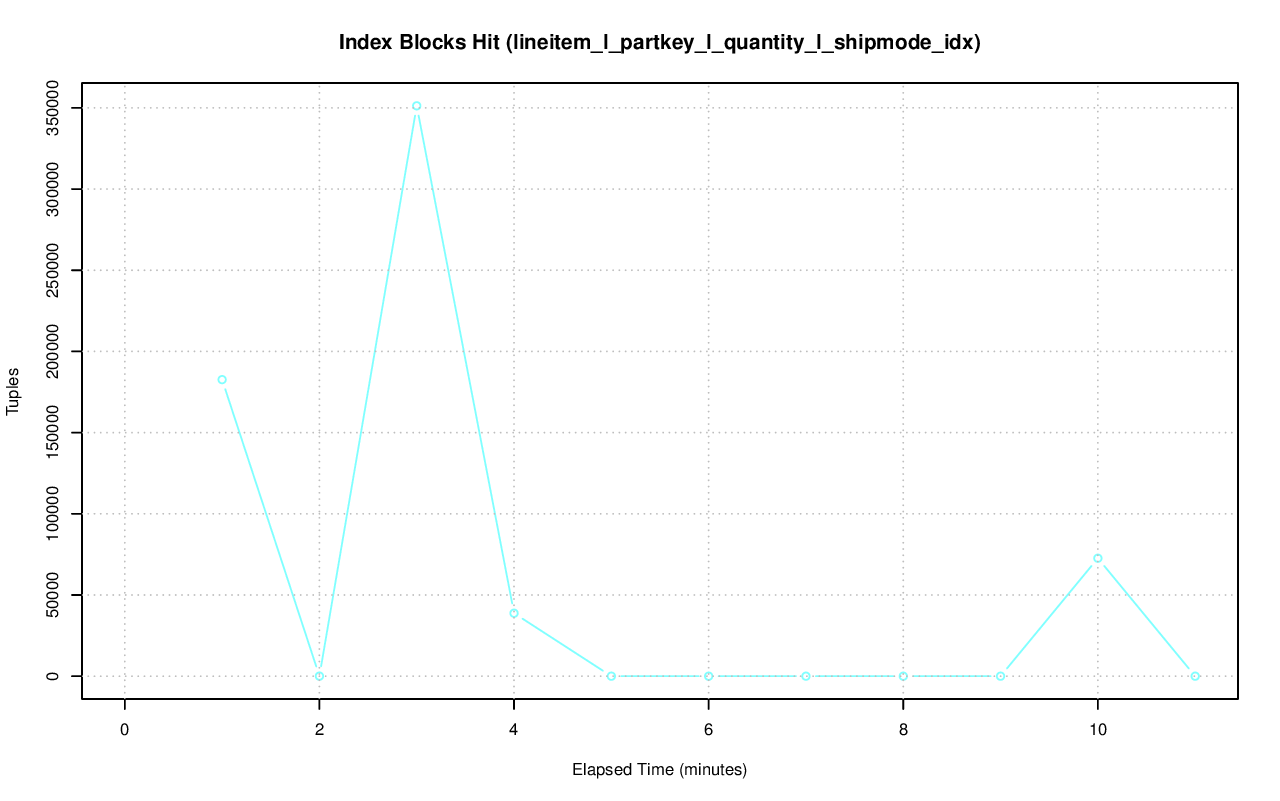 Index Blocks Hit (lineitem_l_partkey_l_quantity_l_shipmode_idx)
Tuples
350000
300000
250000
200000
150000
100000
50000
0
0 2 4 6 8 10
Elapsed Time (minutes)